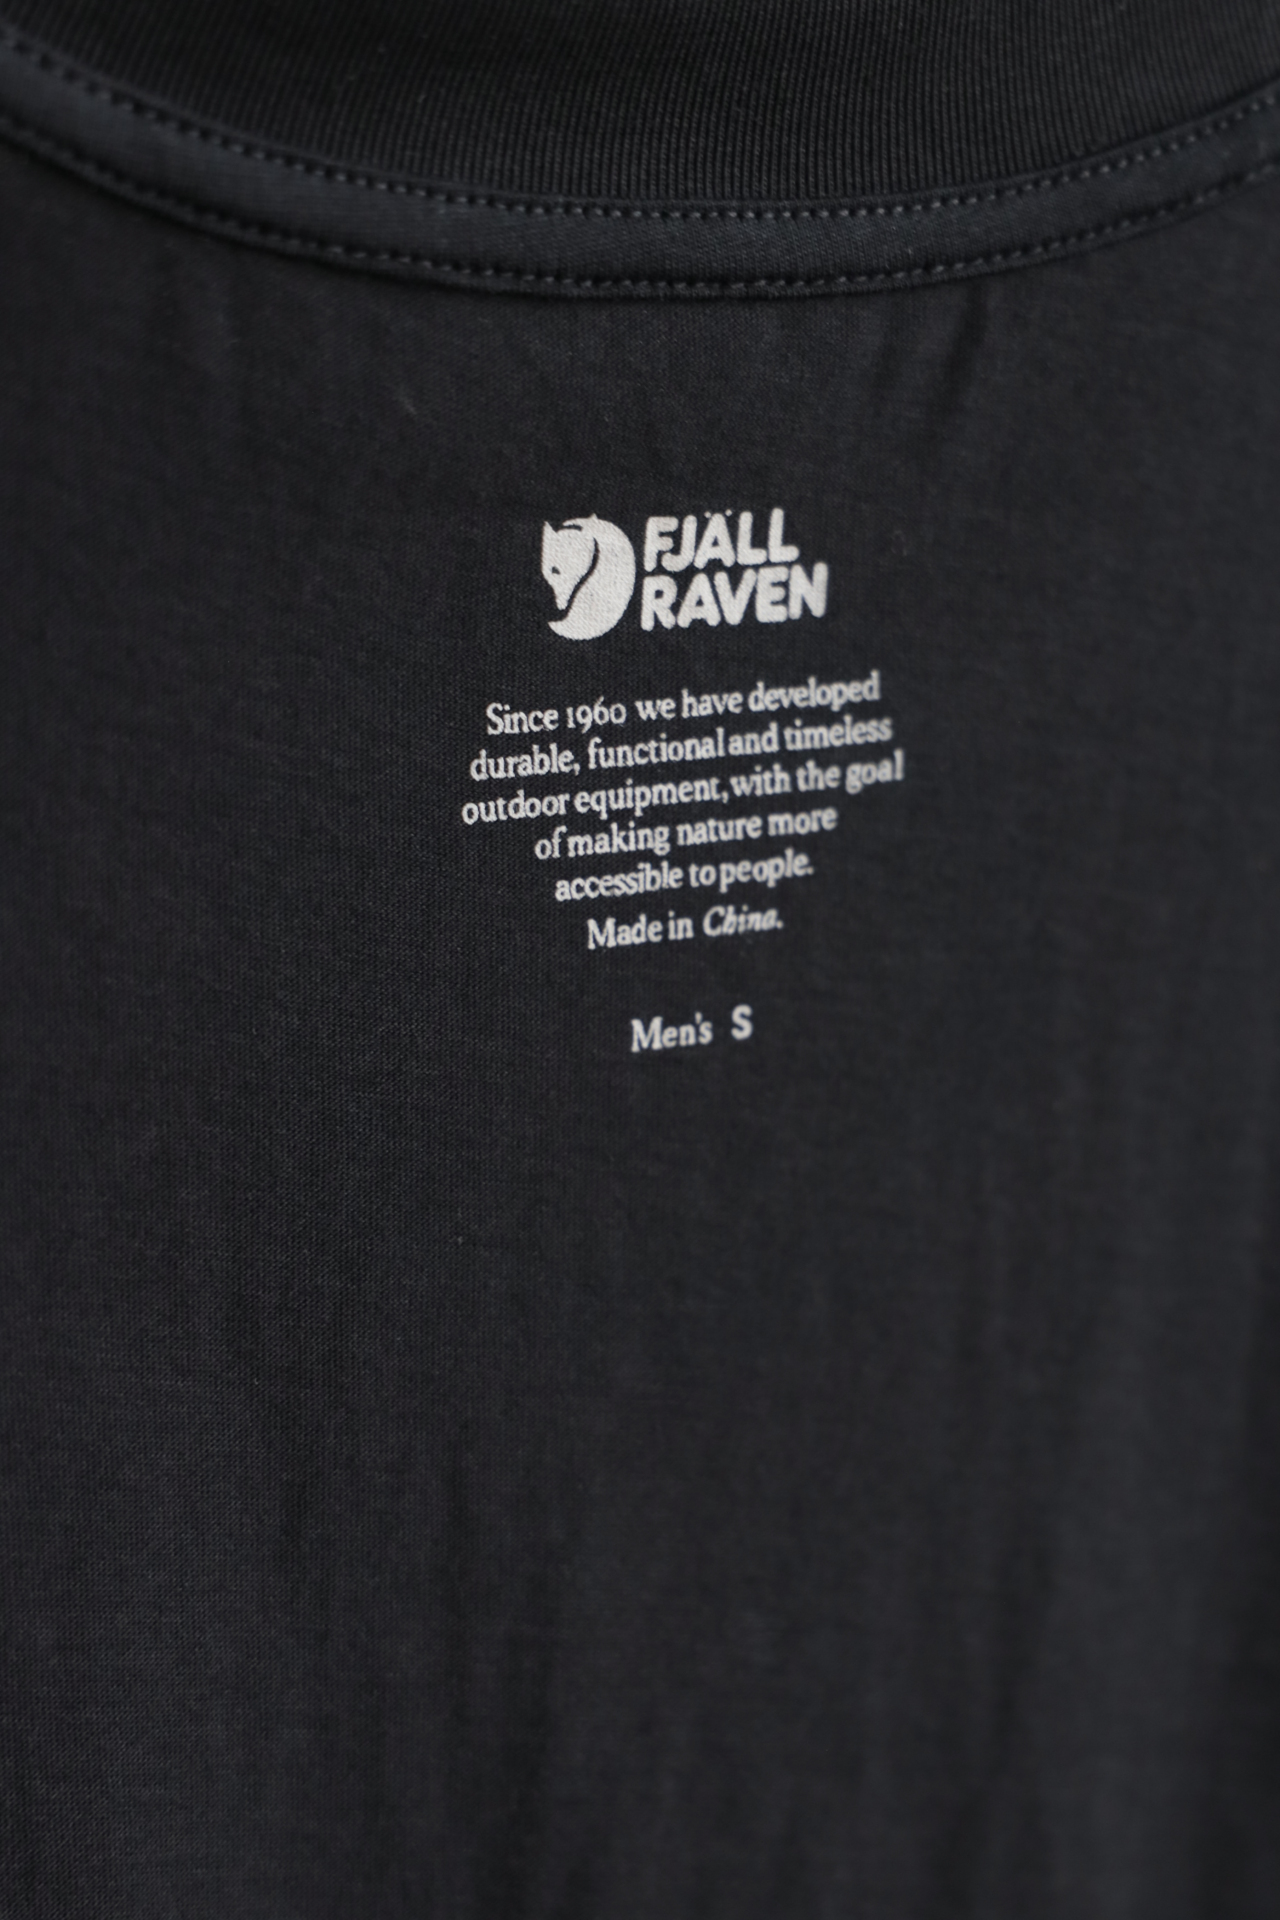 FJÄLL
RAVEN
Since 1960 we have developed
durable, functional and timeless
outdoor equipment, with the goal
of making nature more
accessible to people.
Made in China.
Men's S